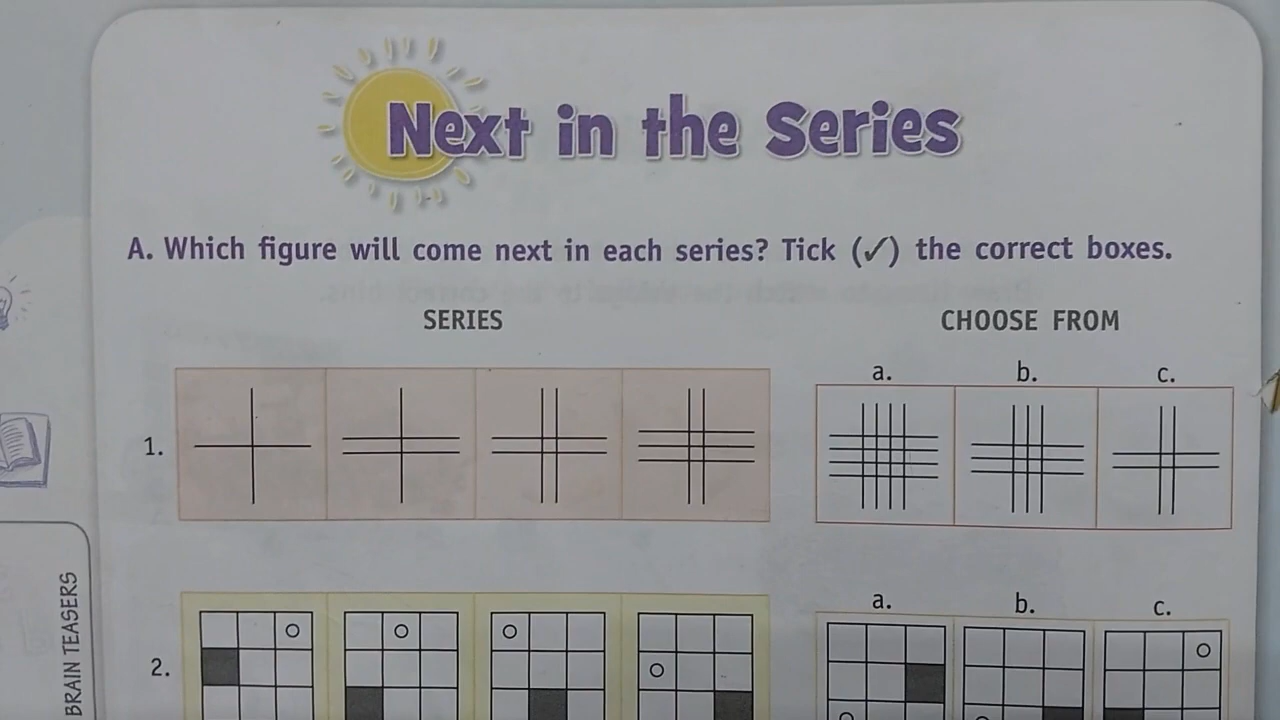 Next in the Series
A. Which figure will come next in each series? Tick (✓) the correct boxes.
SERIES
CHOOSE FROM
a.
b.
c.
1.
a.
b.
c.
2.
BRAIN TEASERS